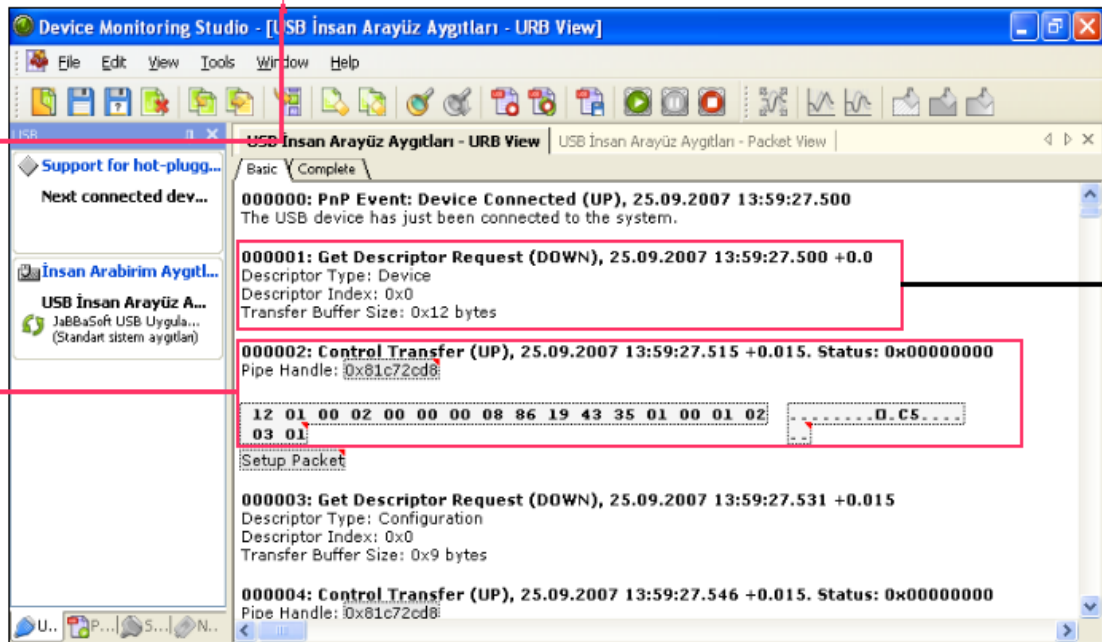 Device Monitoring Studio - [USB İnsan Arayüz Aygıtları - URB View]
File Edit View Tools Window Help
USB
Support for hot-plugg...
Next connected dev...
İnsan Arabirim Aygıtl...
USB İnsan Arayüz A...
JaBBaSoft USB Uygula...
(Standart sistem aygıtları)
U.. P... S... N..
USB İnsan Arayüz Aygıtları - URB View USB İnsan Arayüz Aygıtları - Packet View
Basic Complete
000000: PnP Event: Device Connected (UP), 25.09.2007 13:59:27.500
The USB device has just been connected to the system.
000001: Get Descriptor Request (DOWN), 25.09.2007 13:59:27.500 +0.0
Descriptor Type: Device
Descriptor Index: 0x0
Transfer Buffer Size: 0x12 bytes
000002: Control Transfer (UP), 25.09.2007 13:59:27.515 +0.015. Status: 0x00000000
Pipe Handle: 0x81c72cd8
12 01 00 02 00 00 00 08 86 19 43 35 01 00 01 02 .........□.C5....
03 01 ..
Setup Packet
000003: Get Descriptor Request (DOWN), 25.09.2007 13:59:27.531 +0.015
Descriptor Type: Configuration
Descriptor Index: 0x0
Transfer Buffer Size: 0x9 bytes
000004: Control Transfer (UP), 25.09.2007 13:59:27.546 +0.015. Status: 0x00000000
Pipe Handle: 0x81c72cd8